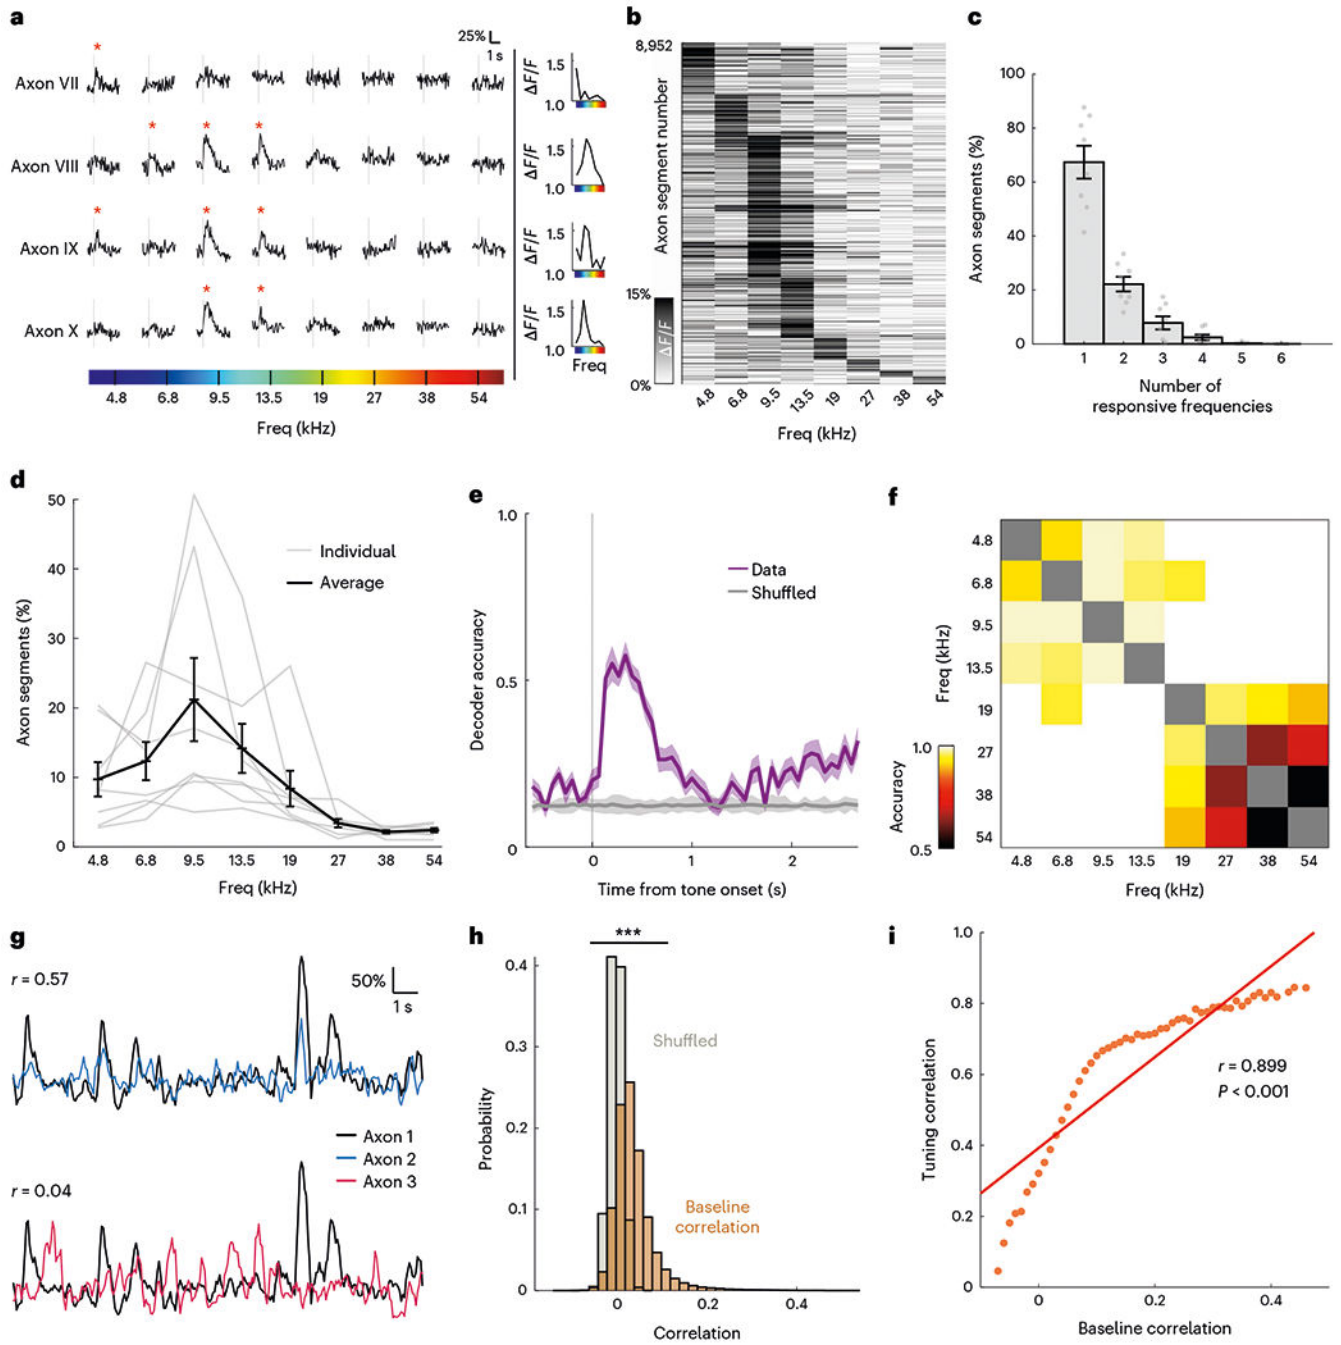 a
25%
1 s
Axon VII
Axon VIII
Axon IX
Axon X
4.8 6.8 9.5 13.5 19 27 38 54
Freq (kHz)
ΔF/F
1.5
1.0
ΔF/F
1.5
1.0
ΔF/F
1.5
1.0
ΔF/F
1.5
1.0
Freq
b
8,952
Axon segment number
15%
ΔF/F
0%
4.8 6.8 9.5 13.5 19 27 38 54
Freq (kHz)
c
Axon segments (%)
100
80
60
40
20
0
1 2 3 4 5 6
Number of
responsive frequencies
d
Axon segments (%)
50
40
30
20
10
0
Individual
Average
4.8 6.8 9.5 13.5 19 27 38 54
Freq (kHz)
e
Decoder accuracy
1.0
0.5
0
Data
Shuffled
0 1 2
Time from tone onset (s)
f
Freq (kHz)
4.8
6.8
9.5
13.5
19
27
38
54
1.0
Accuracy
0.5
4.8 6.8 9.5 13.5 19 27 38 54
Freq (kHz)
g
r = 0.57
50%
1 s
Axon 1
Axon 2
Axon 3
r = 0.04
h
***
Probability
0.4
0.3
0.2
0.1
0
Shuffled
Baseline
correlation
0 0.2 0.4
Correlation
i
Tuning correlation
1.0
0.8
0.6
0.4
0.2
0
r = 0.899
P < 0.001
0 0.2 0.4
Baseline correlation